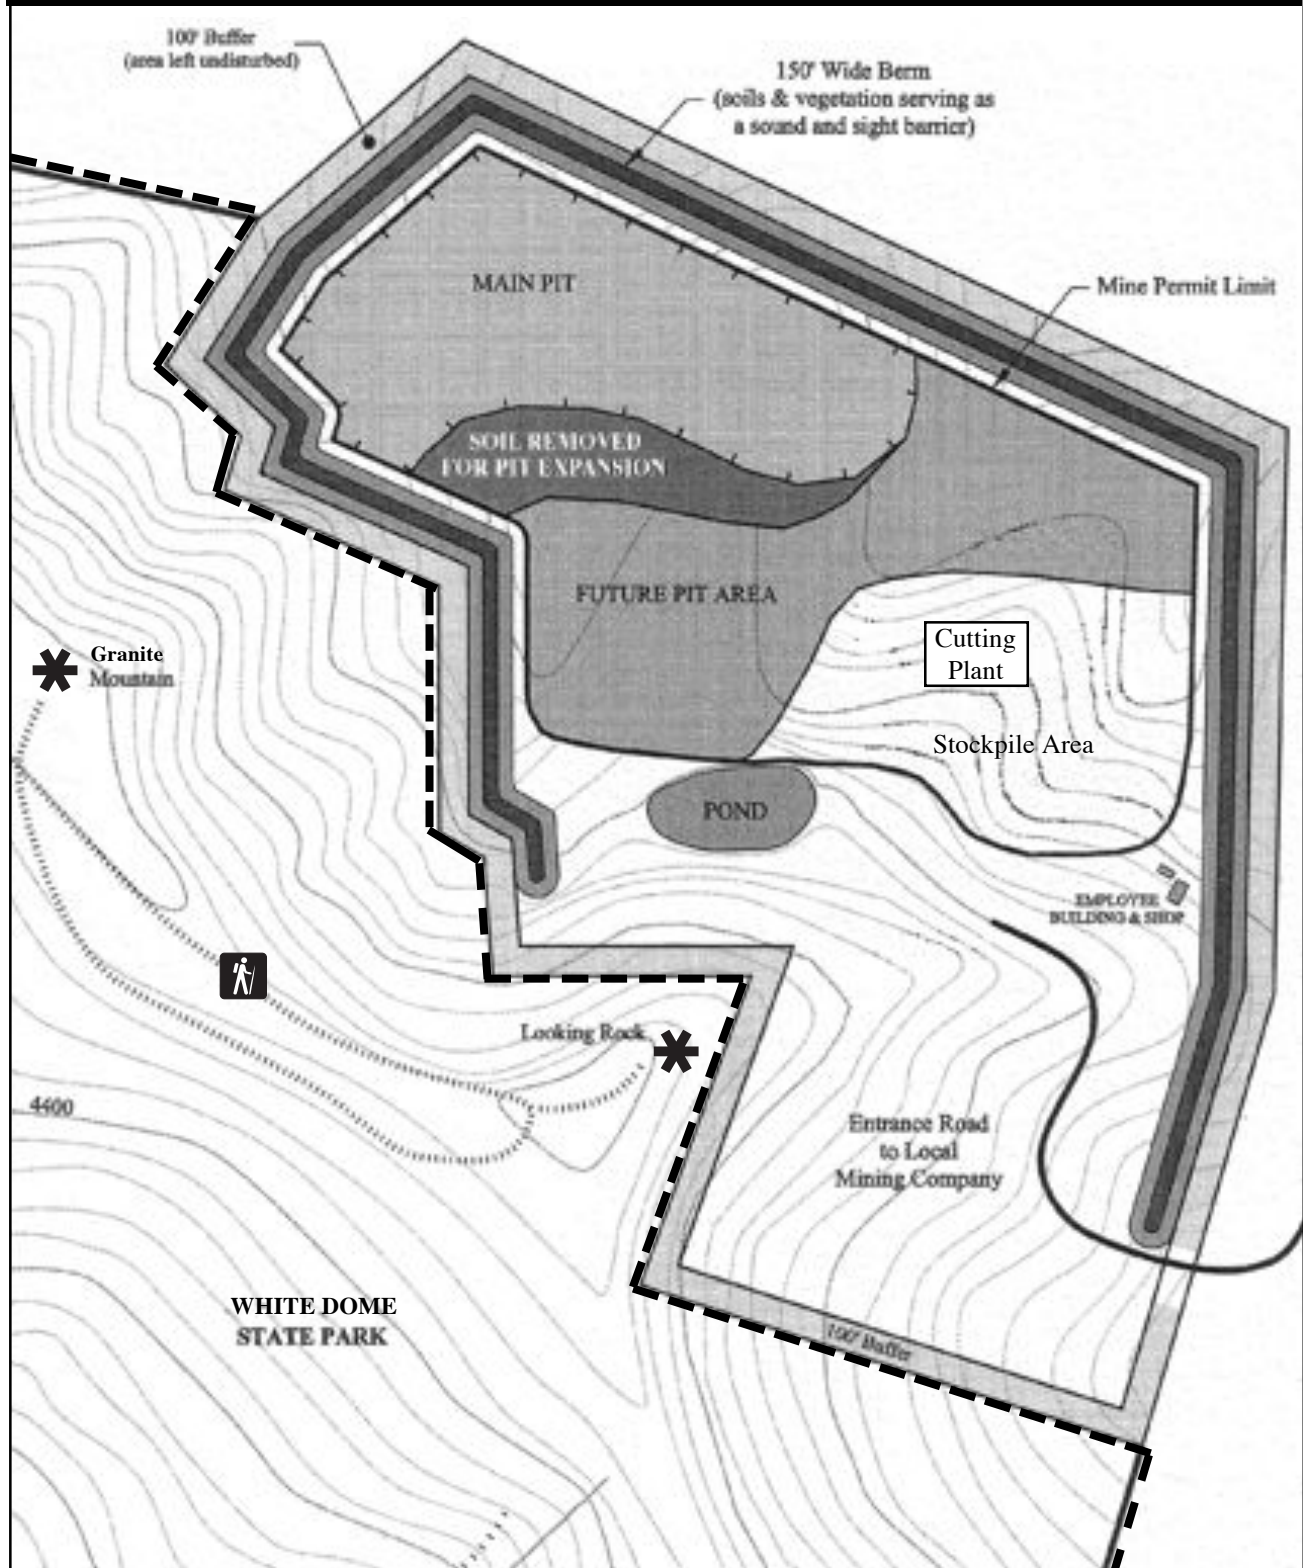 100' Buffer
(area left undisturbed)
150' Wide Berm
(soils & vegetation serving as
a sound and sight barrier)
MAIN PIT
Mine Permit Limit
SOIL REMOVED
FOR PIT EXPANSION
FUTURE PIT AREA
Cutting
Plant
Granite
Mountain
Stockpile Area
POND
EMPLOYEE
BUILDING & SHOP
Looking Rock
4400
Entrance Road
to Local
Mining Company
WHITE DOME
STATE PARK
100' Buffer